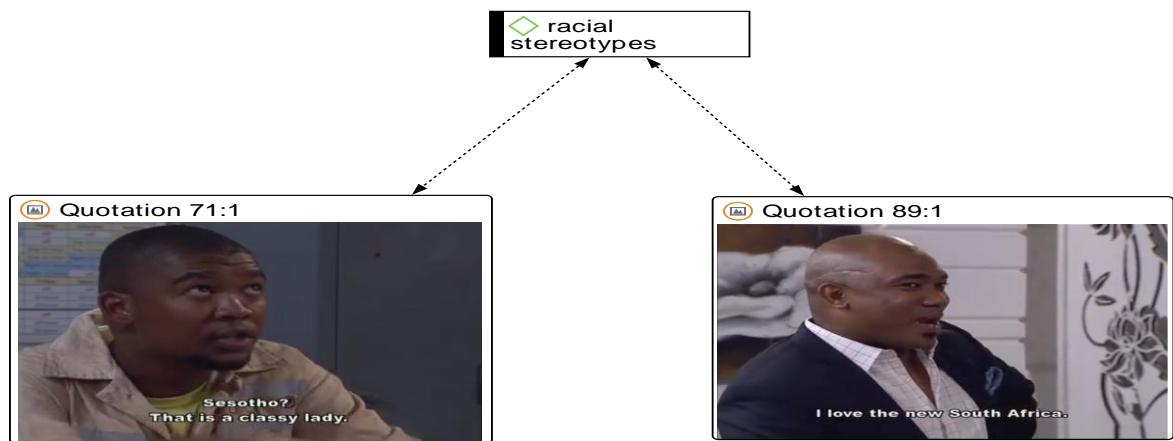 racial
stereotypes
Quotation 71:1
Sesotho?
That is a classy lady.
Quotation 89:1
I love the new South Africa.